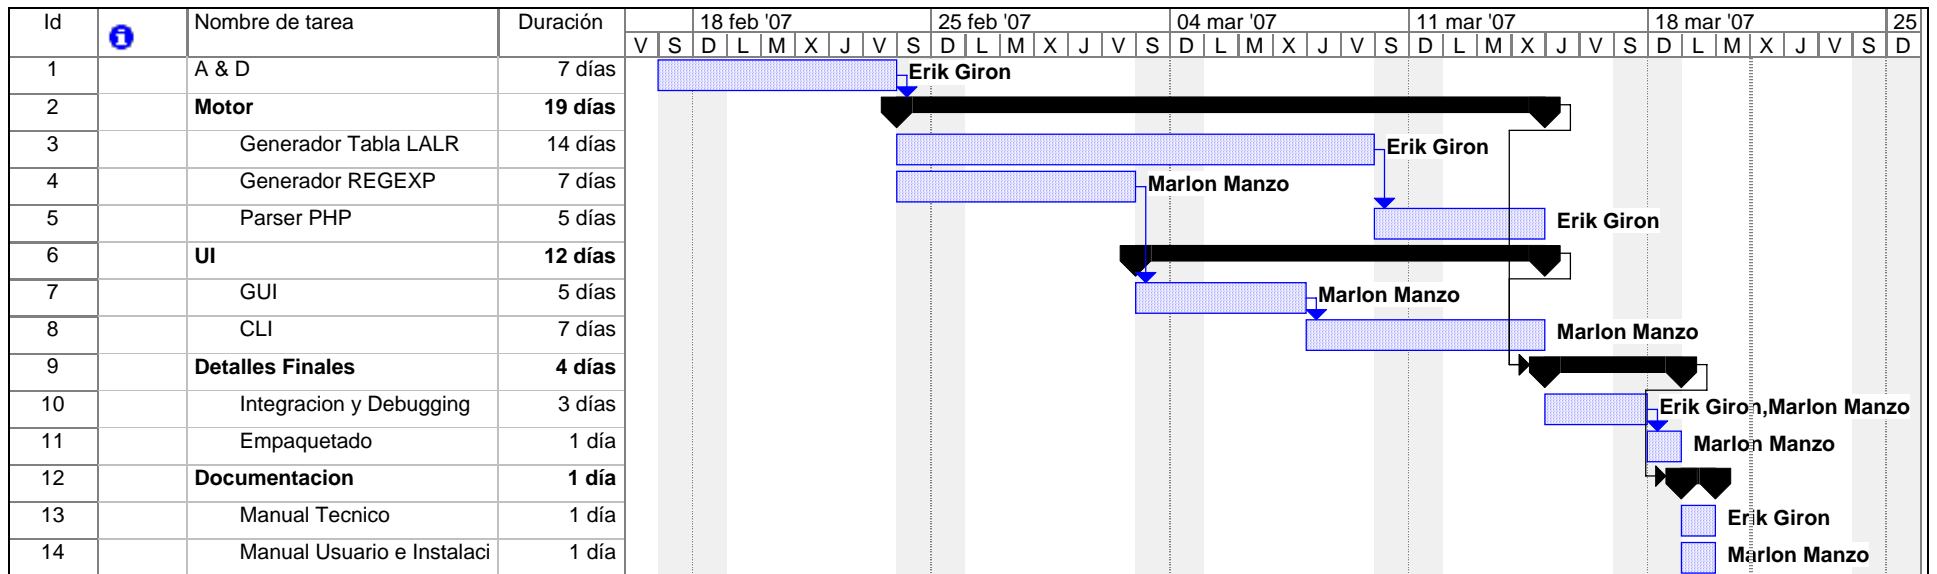 Id Nombre de tarea Duración 18 feb '07 25 feb '07 04 mar '07 11 mar '07 18 mar '07 25
V S D L M X J V S D L M X J V S D L M X J V S D L M X J V S D L M X J V S D
1 A & D 7 días Erik Giron
2 Motor 19 días
3 Generador Tabla LALR 14 días Erik Giron
4 Generador REGEXP 7 días Marlon Manzo
5 Parser PHP 5 días Erik Giron
6 UI 12 días
7 GUI 5 días Marlon Manzo
8 CLI 7 días Marlon Manzo
9 Detalles Finales 4 días
10 Integracion y Debugging 3 días Erik Giron,Marlon Manzo
11 Empaquetado 1 día Marlon Manzo
12 Documentacion 1 día
13 Manual Tecnico 1 día Erik Giron
14 Manual Usuario e Instalaci 1 día Marlon Manzo